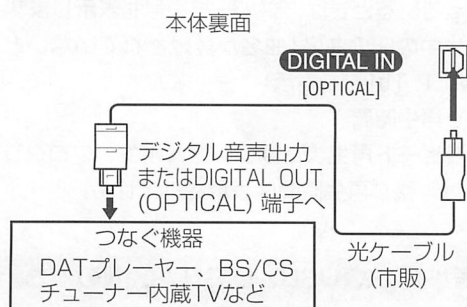 本体裏面
DIGITAL IN
[OPTICAL]
デジタル音声出力
またはDIGITAL OUT
(OPTICAL) 端子へ
つなぐ機器
DATプレーヤー、BS/CS
チューナー内蔵TVなど
光ケーブル
(市販)